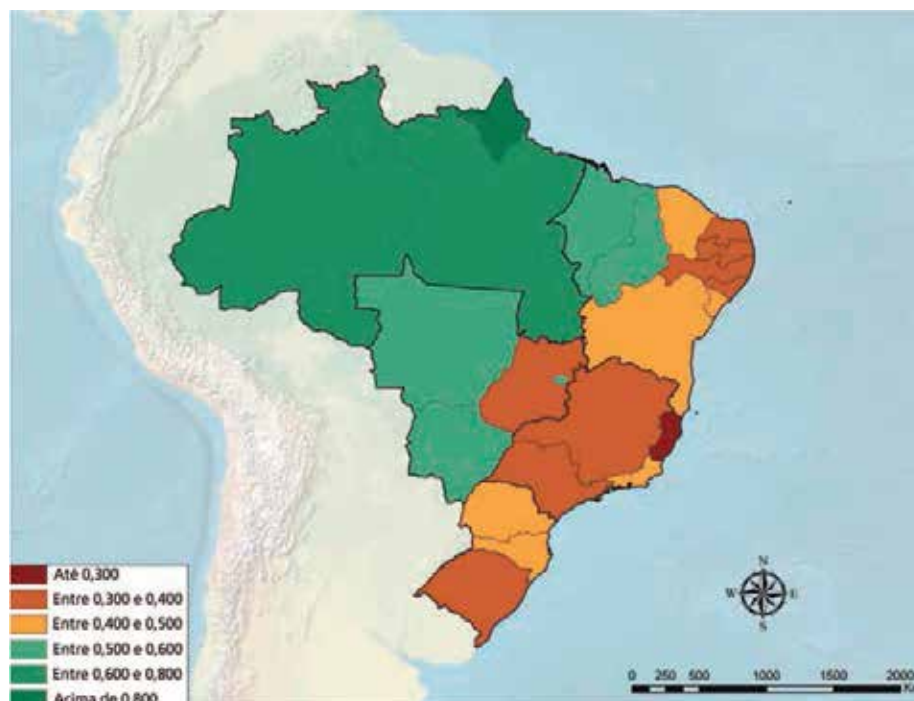 N
W E
S
Até 0,300
Entre 0,300 e 0,400
Entre 0,400 e 0,500
Entre 0,500 e 0,600
Entre 0,600 e 0,800
Acima de 0,800
0 250 500 1000 1500 2000